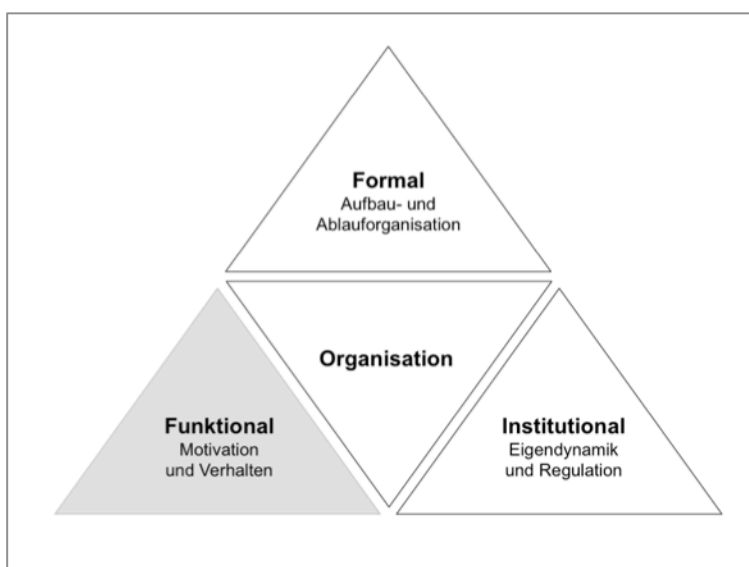 Formal
Aufbau- und
Ablauforganisation
Organisation
Funktional
Motivation
und Verhalten
Institutional
Eigendynamik
und Regulation